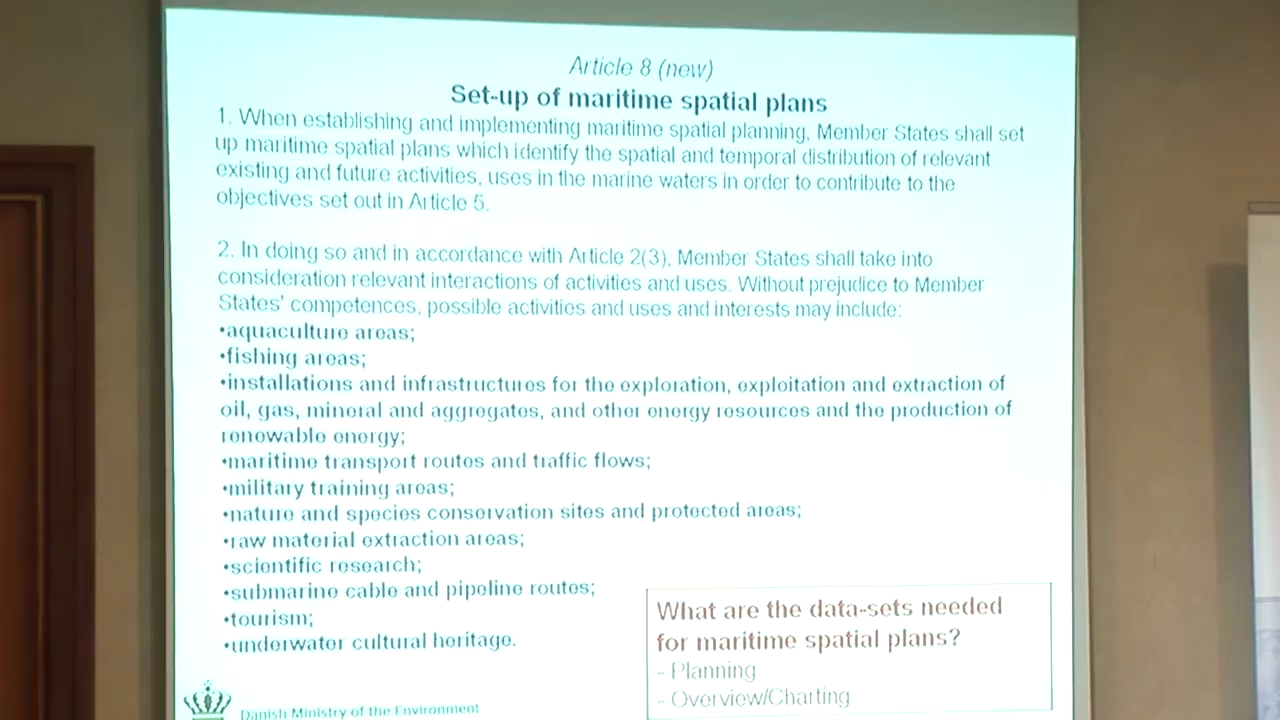 Article 8 (new)
Set-up of maritime spatial plans
1. When establishing and implementing maritime spatial planning, Member States shall set
up maritime spatial plans which identify the spatial and temporal distribution of relevant
existing and future activities, uses in the marine waters in order to contribute to the
objectives set out in Article 5.
2. In doing so and in accordance with Article 2(3), Member States shall take into
consideration relevant interactions of activities and uses. Without prejudice to Member
States' competences, possible activities and uses and interests may include:
•aquaculture areas;
•fishing areas;
•installations and infrastructures for the exploration, exploitation and extraction of
oil, gas, mineral and aggregates, and other energy resources and the production of
renewable energy;
•maritime transport routes and traffic flows;
•military training areas;
•nature and species conservation sites and protected areas;
•raw material extraction areas;
•scientific research;
•submarine cable and pipeline routes;
•tourism;
•underwater cultural heritage.
What are the data-sets needed
for maritime spatial plans?
- Planning
- Overview/Charting
Danish Ministry of the Environment